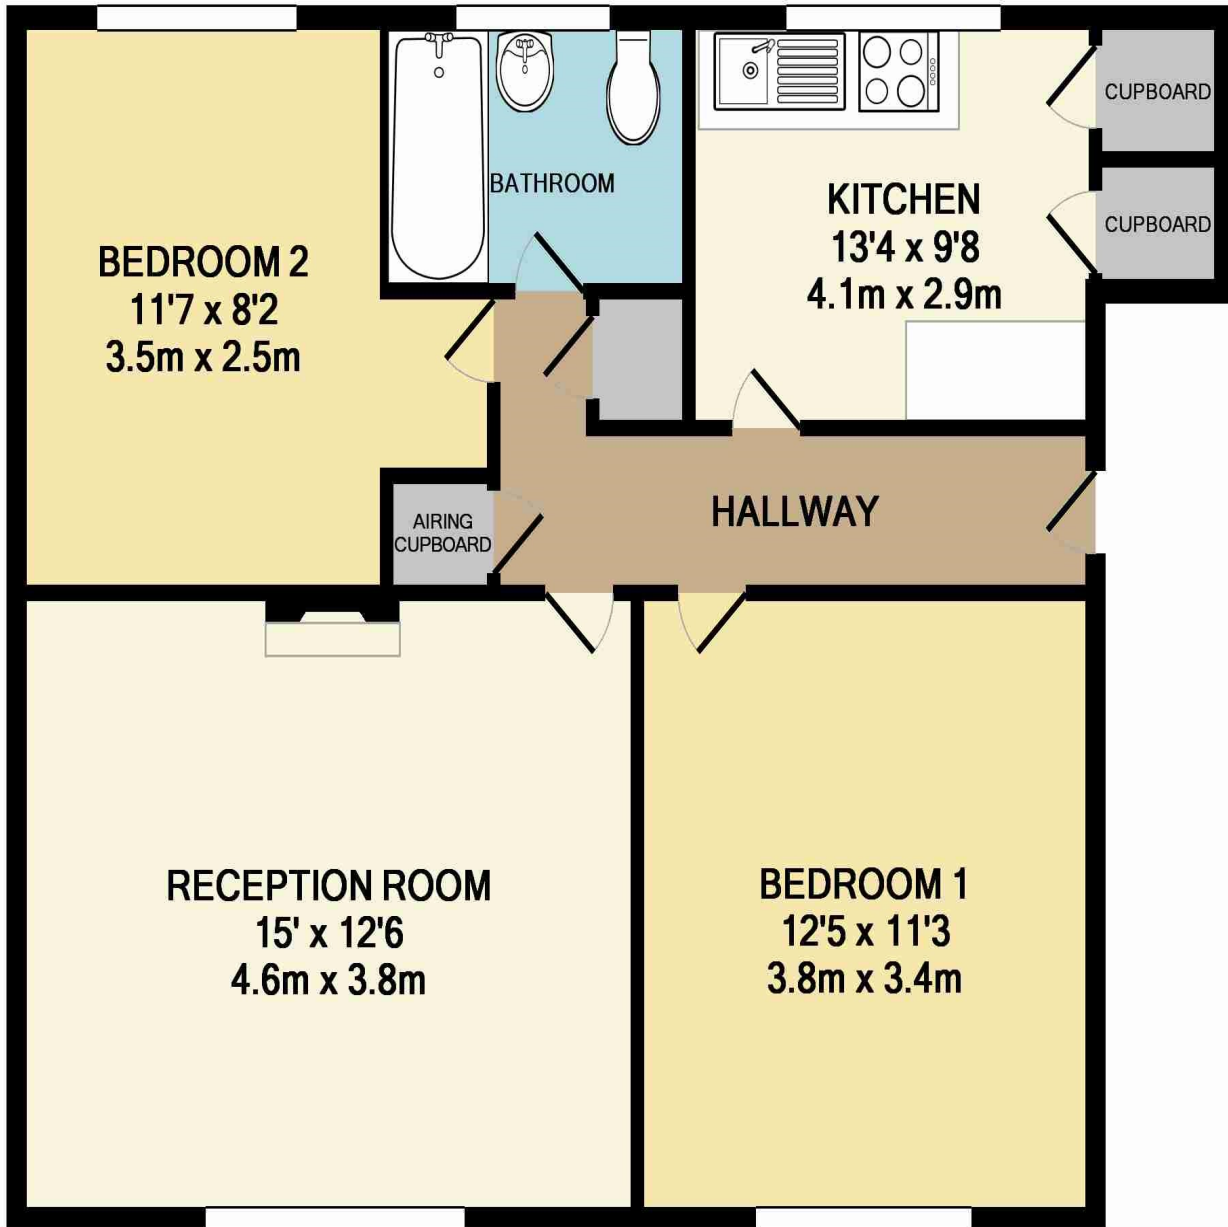 BATHROOM
CUPBOARD
KITCHEN
13'4 x 9'8
4.1m x 2.9m
CUPBOARD
BEDROOM 2
11'7 x 8'2
3.5m x 2.5m
AIRING
CUPBOARD
HALLWAY
RECEPTION ROOM
15' x 12'6
4.6m x 3.8m
BEDROOM 1
12'5 x 11'3
3.8m x 3.4m